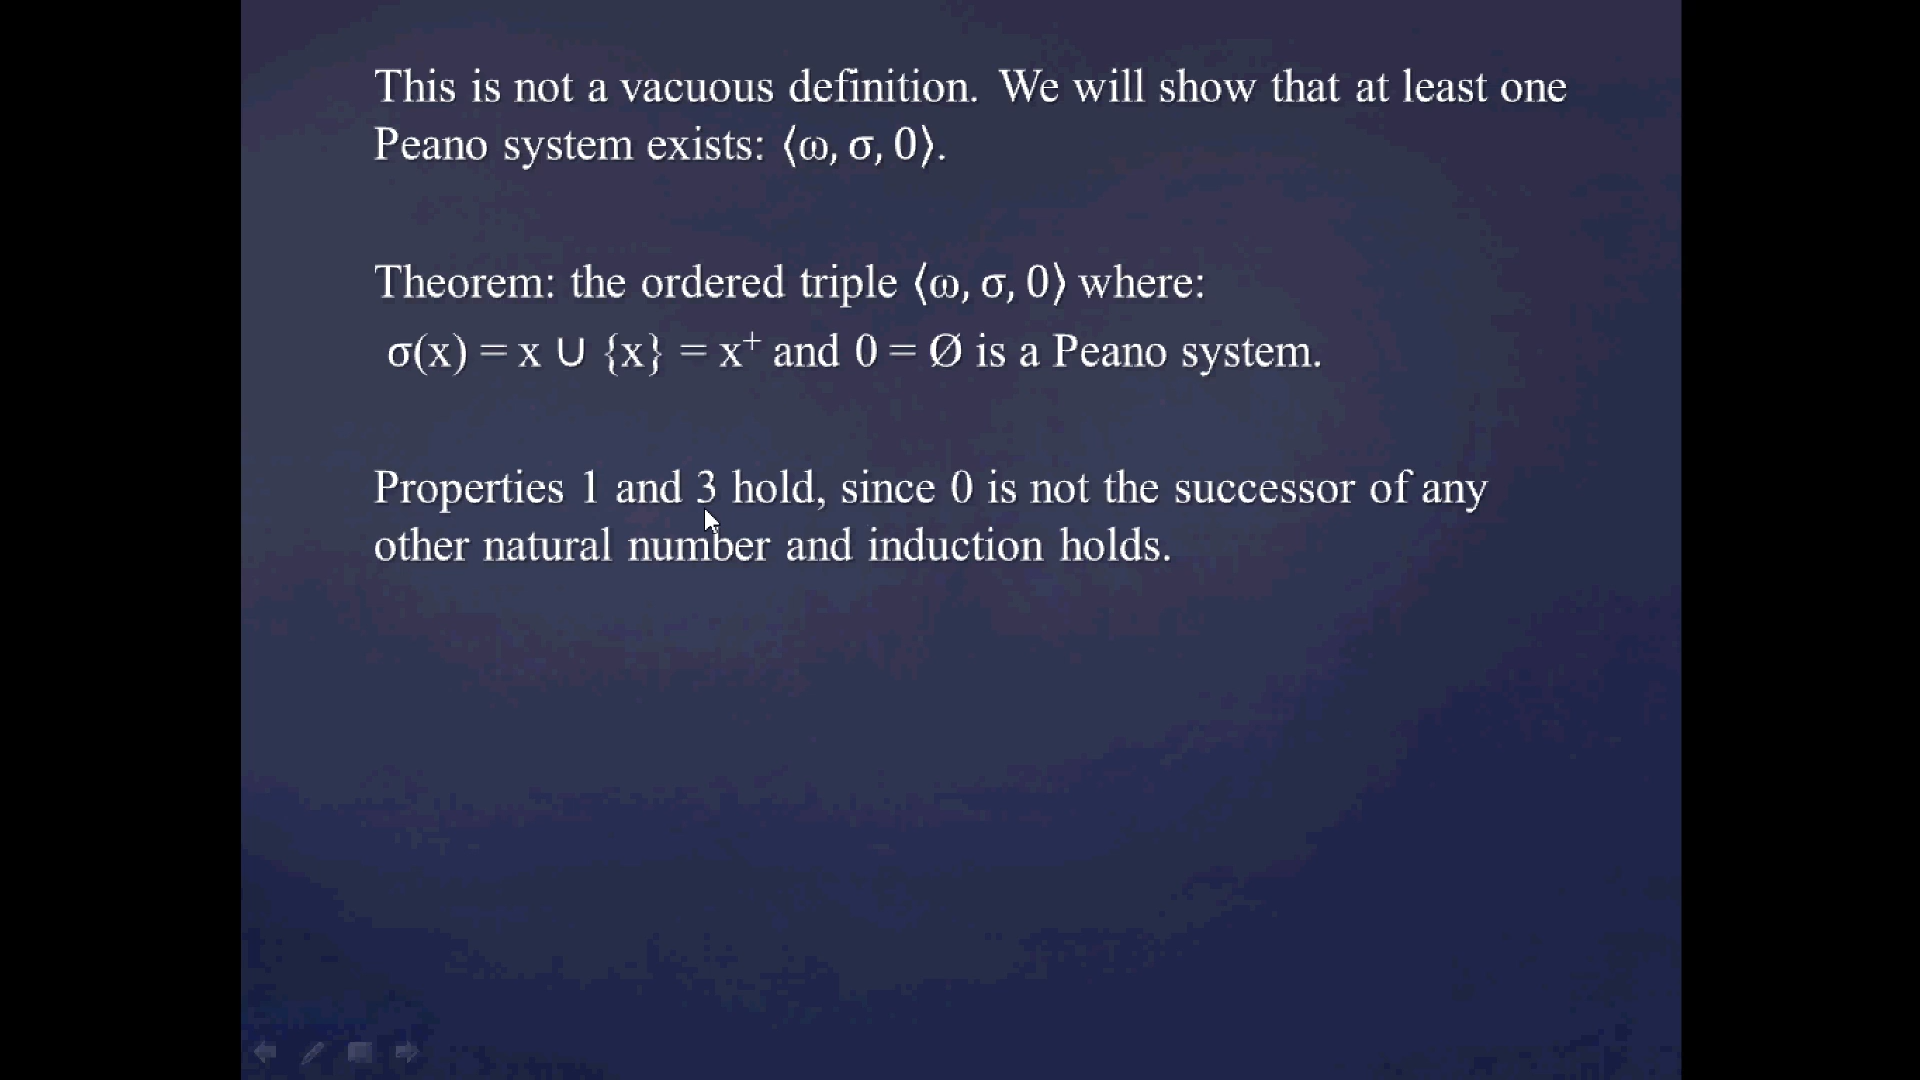 This is not a vacuous definition. We will show that at least one
Peano system exists: ⟨ω, σ, 0⟩.
Theorem: the ordered triple ⟨ω, σ, 0⟩ where:
σ(x) = x ∪ {x} = x⁺ and 0 = Ø is a Peano system.
Properties 1 and 3 hold, since 0 is not the successor of any
other natural number and induction holds.